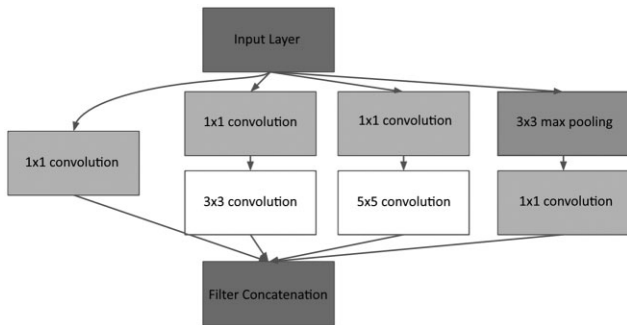 Input Layer
1x1 convolution
1x1 convolution
3x3 max pooling
1x1 convolution
3x3 convolution
5x5 convolution
1x1 convolution
Filter Concatenation